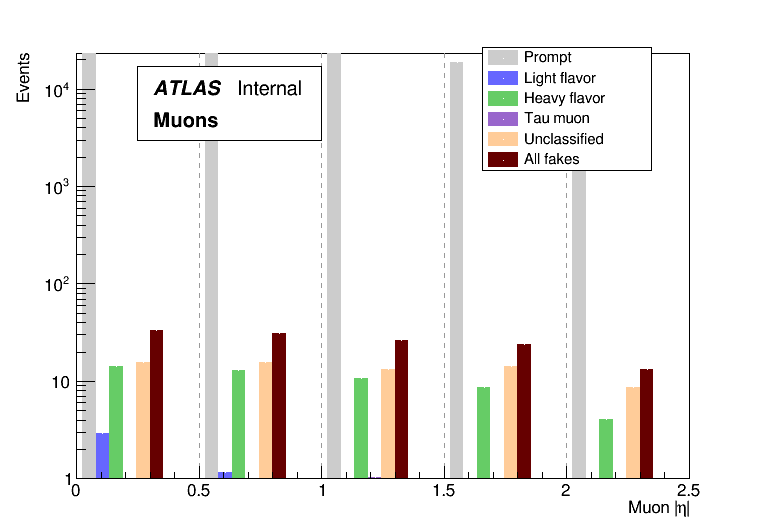 Events
ATLAS Internal
Muons
Prompt
Light flavor
Heavy flavor
Tau muon
Unclassified
All fakes
10⁴
10³
10²
10
1
0 0.5 1 1.5 2 2.5
Muon |η|